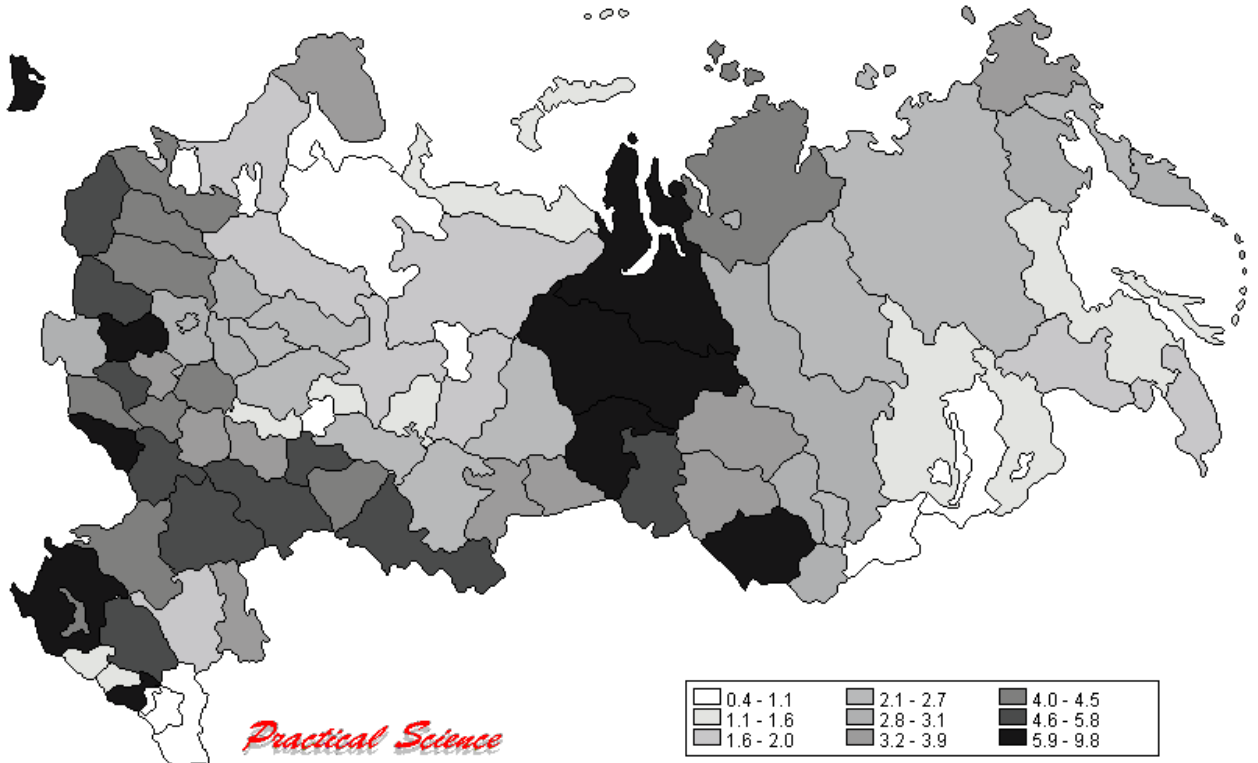 Practical Science
0.4 - 1.1 2.1 - 2.7 4.0 - 4.5
1.1 - 1.6 2.8 - 3.1 4.6 - 5.8
1.6 - 2.0 3.2 - 3.9 5.9 - 9.8